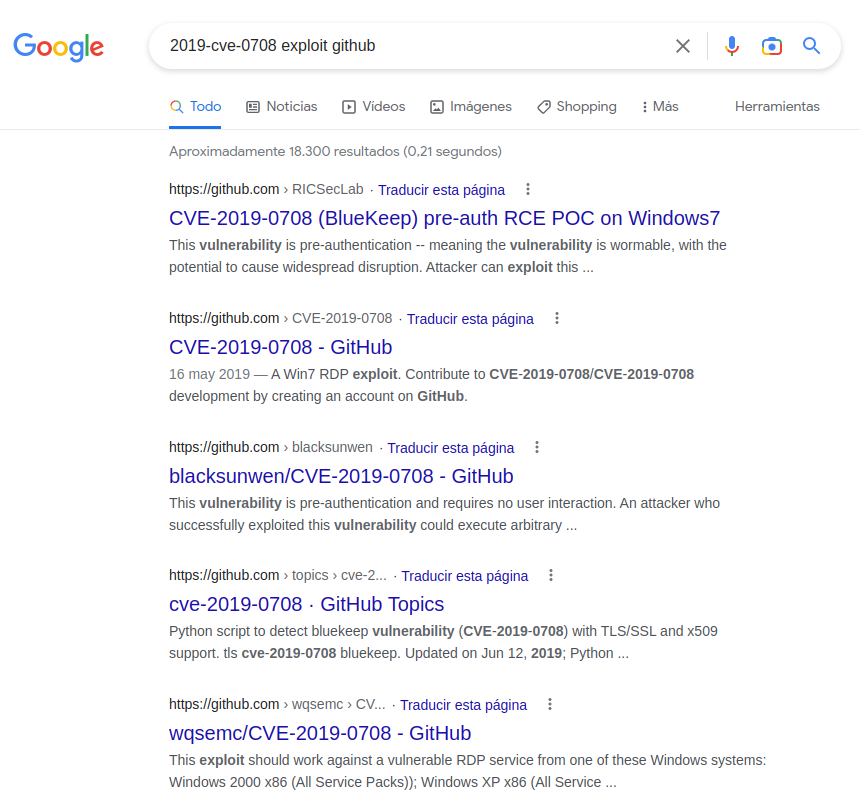 Google
2019-cve-0708 exploit github
Todo Noticias Vídeos Imágenes Shopping Más Herramientas
Aproximadamente 18.300 resultados (0,21 segundos)
https://github.com › RICSecLab · Traducir esta página
CVE-2019-0708 (BlueKeep) pre-auth RCE POC on Windows7
This vulnerability is pre-authentication -- meaning the vulnerability is wormable, with the
potential to cause widespread disruption. Attacker can exploit this ...
https://github.com › CVE-2019-0708 · Traducir esta página
CVE-2019-0708 - GitHub
16 may 2019 — A Win7 RDP exploit. Contribute to CVE-2019-0708/CVE-2019-0708
development by creating an account on GitHub.
https://github.com › blacksunwen · Traducir esta página
blacksunwen/CVE-2019-0708 - GitHub
This vulnerability is pre-authentication and requires no user interaction. An attacker who
successfully exploited this vulnerability could execute arbitrary ...
https://github.com › topics › cve-2... · Traducir esta página
cve-2019-0708 · GitHub Topics
Python script to detect bluekeep vulnerability (CVE-2019-0708) with TLS/SSL and x509
support. tls cve-2019-0708 bluekeep. Updated on Jun 12, 2019; Python ...
https://github.com › wqsemc › CV... · Traducir esta página
wqsemc/CVE-2019-0708 - GitHub
This exploit should work against a vulnerable RDP service from one of these Windows systems:
Windows 2000 x86 (All Service Packs)); Windows XP x86 (All Service ...